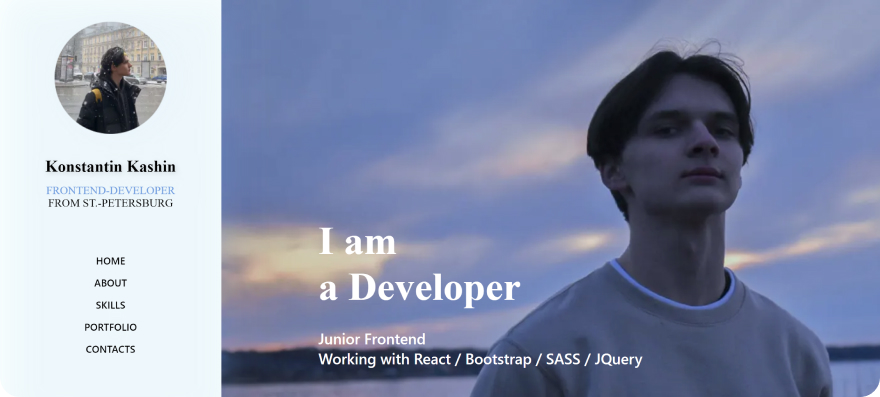 Konstantin Kashin
FRONTEND-DEVELOPER
FROM ST.-PETERSBURG
HOME
ABOUT
SKILLS
PORTFOLIO
CONTACTS
I am
a Developer
Junior Frontend
Working with React / Bootstrap / SASS / JQuery